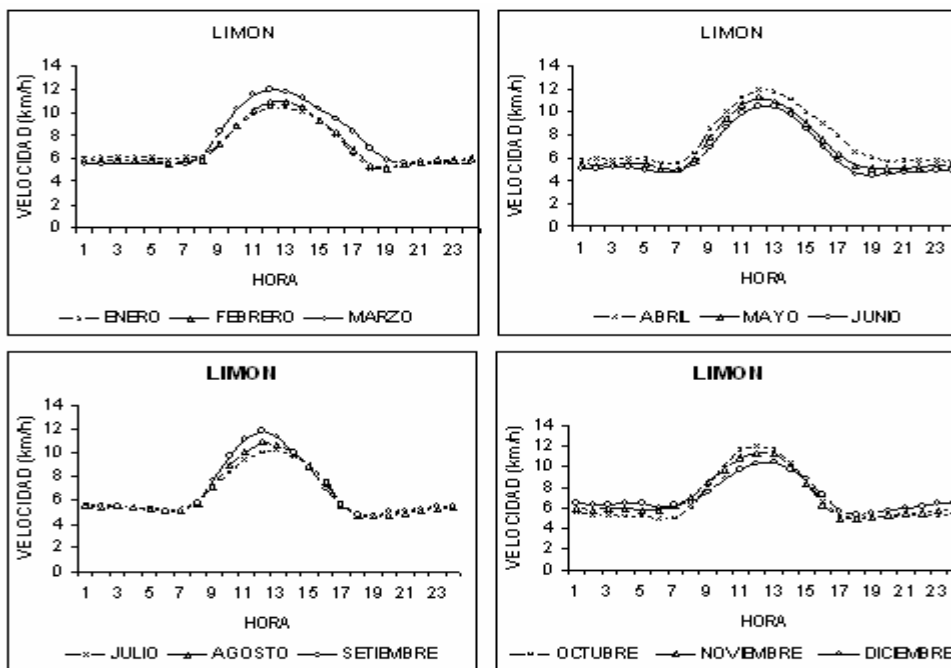 LIMON
VELOCIDAD (km/h)
14
12
10
8
6
4
2
0
1 3 5 7 9 11 13 15 17 19 21 23
HORA
ENERO FEBRERO MARZO
LIMON
VELOCIDAD (km/h)
14
12
10
8
6
4
2
0
1 3 5 7 9 11 13 15 17 19 21 23
HORA
ABRIL MAYO JUNIO
LIMON
VELOCIDAD (km/h)
14
12
10
8
6
4
2
0
1 3 5 7 9 11 13 15 17 19 21 23
HORA
JULIO AGOSTO SETIEMBRE
LIMON
VELOCIDAD (km/h)
14
12
10
8
6
4
2
0
1 3 5 7 9 11 13 15 17 19 21 23
HORA
OCTUBRE NOVIEMBRE DICIEMBRE